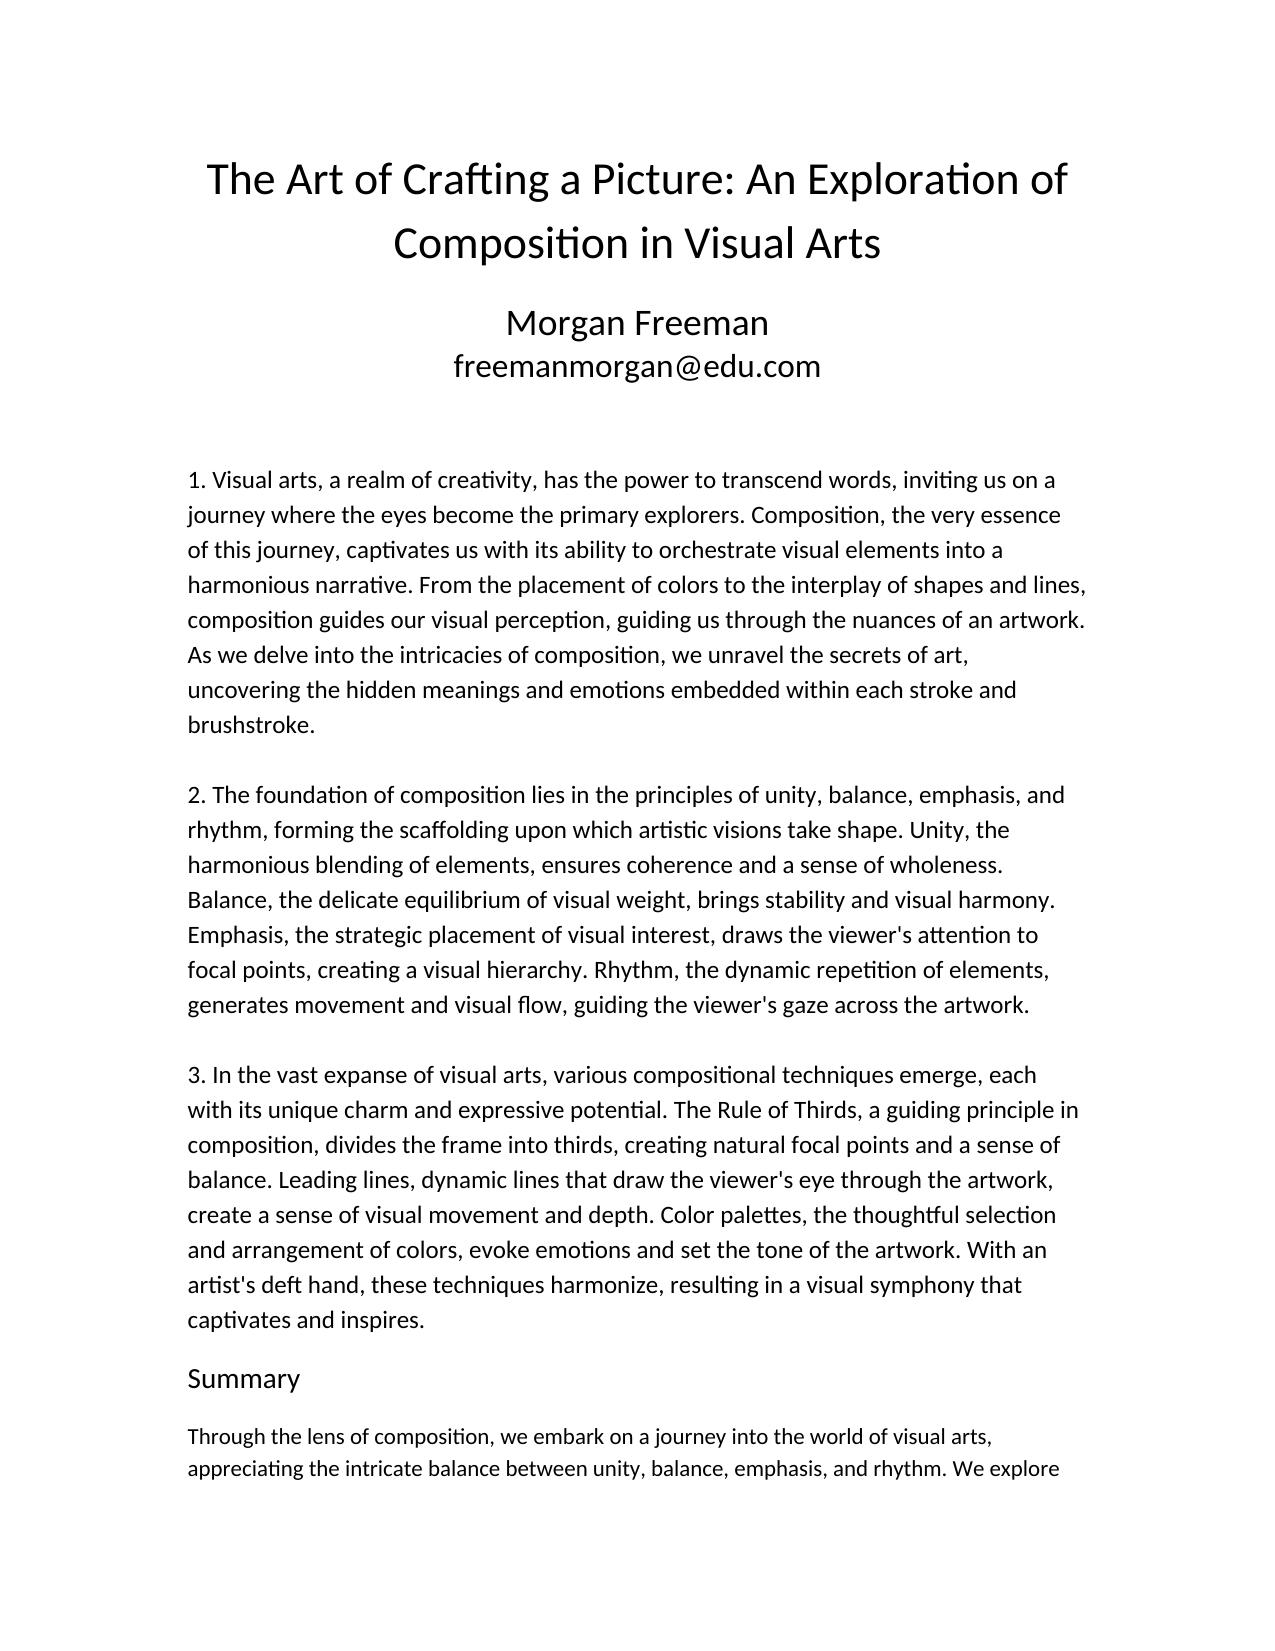 The Art of Crafting a Picture: An Exploration of
Composition in Visual Arts
Morgan Freeman
freemanmorgan@edu.com
1. Visual arts, a realm of creativity, has the power to transcend words, inviting us on a
journey where the eyes become the primary explorers. Composition, the very essence
of this journey, captivates us with its ability to orchestrate visual elements into a
harmonious narrative. From the placement of colors to the interplay of shapes and lines,
composition guides our visual perception, guiding us through the nuances of an artwork.
As we delve into the intricacies of composition, we unravel the secrets of art,
uncovering the hidden meanings and emotions embedded within each stroke and
brushstroke.
2. The foundation of composition lies in the principles of unity, balance, emphasis, and
rhythm, forming the scaffolding upon which artistic visions take shape. Unity, the
harmonious blending of elements, ensures coherence and a sense of wholeness.
Balance, the delicate equilibrium of visual weight, brings stability and visual harmony.
Emphasis, the strategic placement of visual interest, draws the viewer's attention to
focal points, creating a visual hierarchy. Rhythm, the dynamic repetition of elements,
generates movement and visual flow, guiding the viewer's gaze across the artwork.
3. In the vast expanse of visual arts, various compositional techniques emerge, each
with its unique charm and expressive potential. The Rule of Thirds, a guiding principle in
composition, divides the frame into thirds, creating natural focal points and a sense of
balance. Leading lines, dynamic lines that draw the viewer's eye through the artwork,
create a sense of visual movement and depth. Color palettes, the thoughtful selection
and arrangement of colors, evoke emotions and set the tone of the artwork. With an
artist's deft hand, these techniques harmonize, resulting in a visual symphony that
captivates and inspires.
Summary
Through the lens of composition, we embark on a journey into the world of visual arts,
appreciating the intricate balance between unity, balance, emphasis, and rhythm. We explore